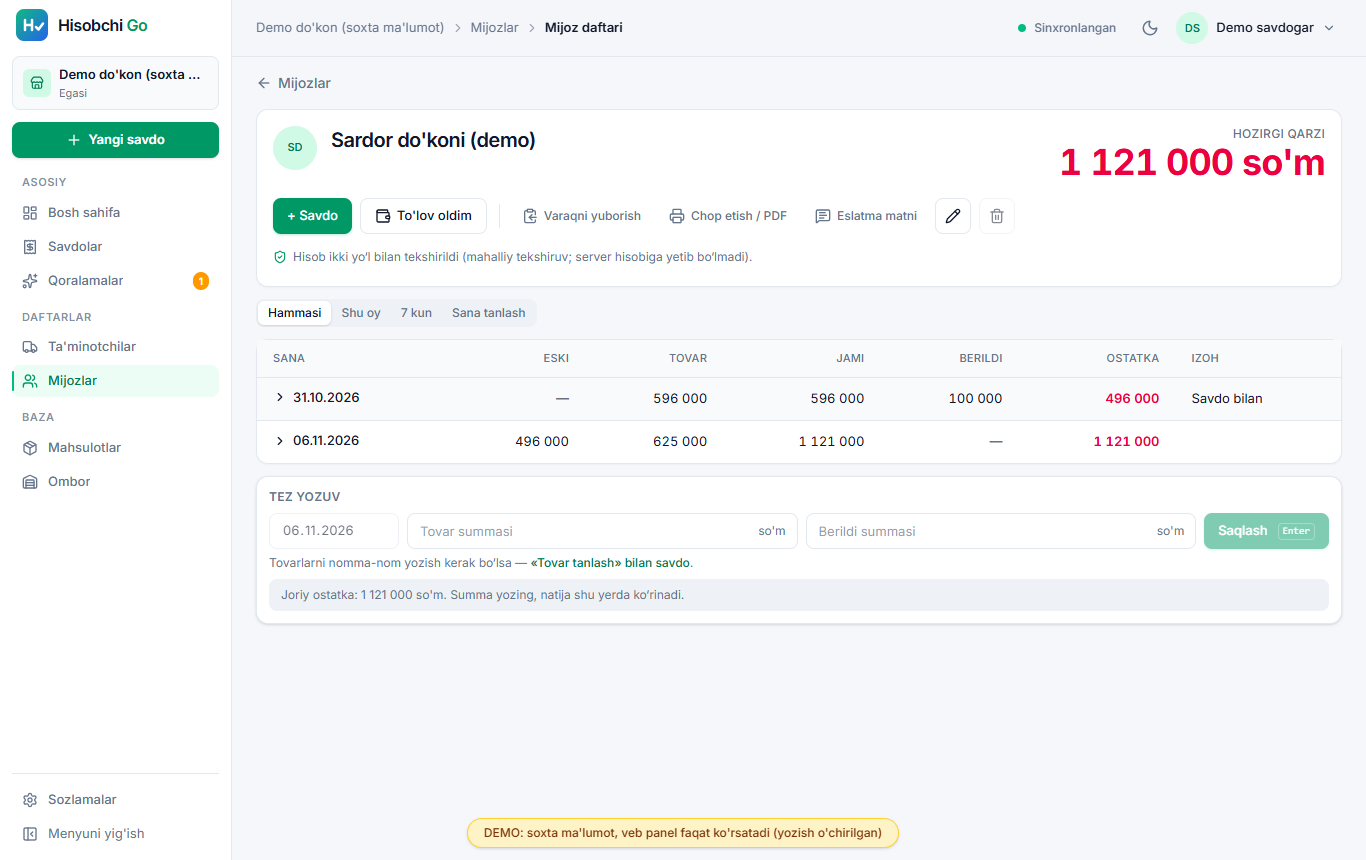 Hisobchi Go
Demo do'kon (soxta ...
Egasi
+ Yangi savdo
ASOSIY
Bosh sahifa
Savdolar
Qoralamalar 1
DAFTARLAR
Ta'minotchilar
Mijozlar
BAZA
Mahsulotlar
Ombor
Sozlamalar
Menyuni yig'ish
Demo do'kon (soxta ma'lumot) > Mijozlar > Mijoz daftari
Sinxronlangan
DS Demo savdogar
← Mijozlar
SD Sardor do'koni (demo)
HOZIRGI QARZI
1 121 000 so'm
+ Savdo To'lov oldim Varaqni yuborish Chop etish / PDF Eslatma matni
Hisob ikki yo‘l bilan tekshirildi (mahalliy tekshiruv; server hisobiga yetib bo‘lmadi).
Hammasi Shu oy 7 kun Sana tanlash
SANA ESKI TOVAR JAMI BERILDI OSTATKA IZOH
31.10.2026 — 596 000 596 000 100 000 496 000 Savdo bilan
06.11.2026 496 000 625 000 1 121 000 — 1 121 000
TEZ YOZUV
06.11.2026 Tovar summasi so'm Berildi summasi so'm Saqlash Enter
Tovarlarni nomma-nom yozish kerak bo‘lsa — «Tovar tanlash» bilan savdo.
Joriy ostatka: 1 121 000 so'm. Summa yozing, natija shu yerda ko‘rinadi.
DEMO: soxta ma'lumot, veb panel faqat ko'rsatadi (yozish o'chirilgan)